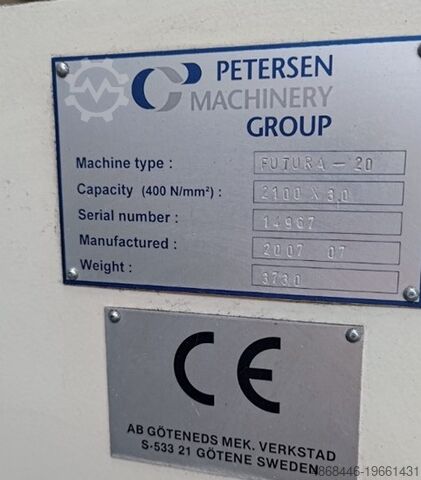 PETERSEN
MACHINERY
GROUP
Machine type : FUTURA - 20
Capacity (400 N/mm²) : 2100 X 3,0
Serial number : 14967
Manufactured : 2007 07
Weight : 3730
CE
AB GÖTENEDS MEK. VERKSTAD
S-533 21 GÖTENE SWEDEN
868446-19661431